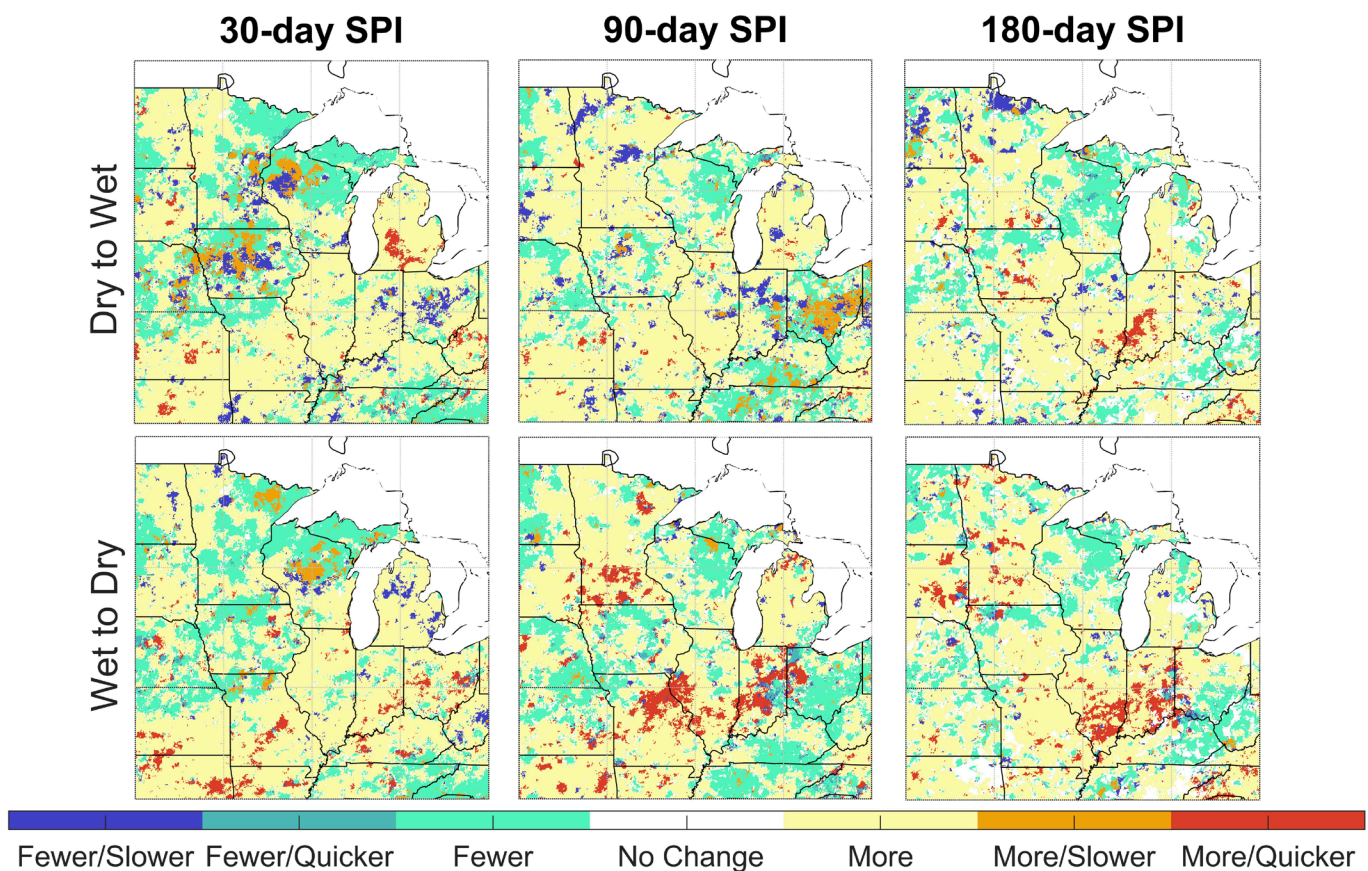 30-day SPI 90-day SPI 180-day SPI
Dry to Wet
Wet to Dry
Fewer/Slower Fewer/Quicker Fewer No Change More More/Slower More/Quicker